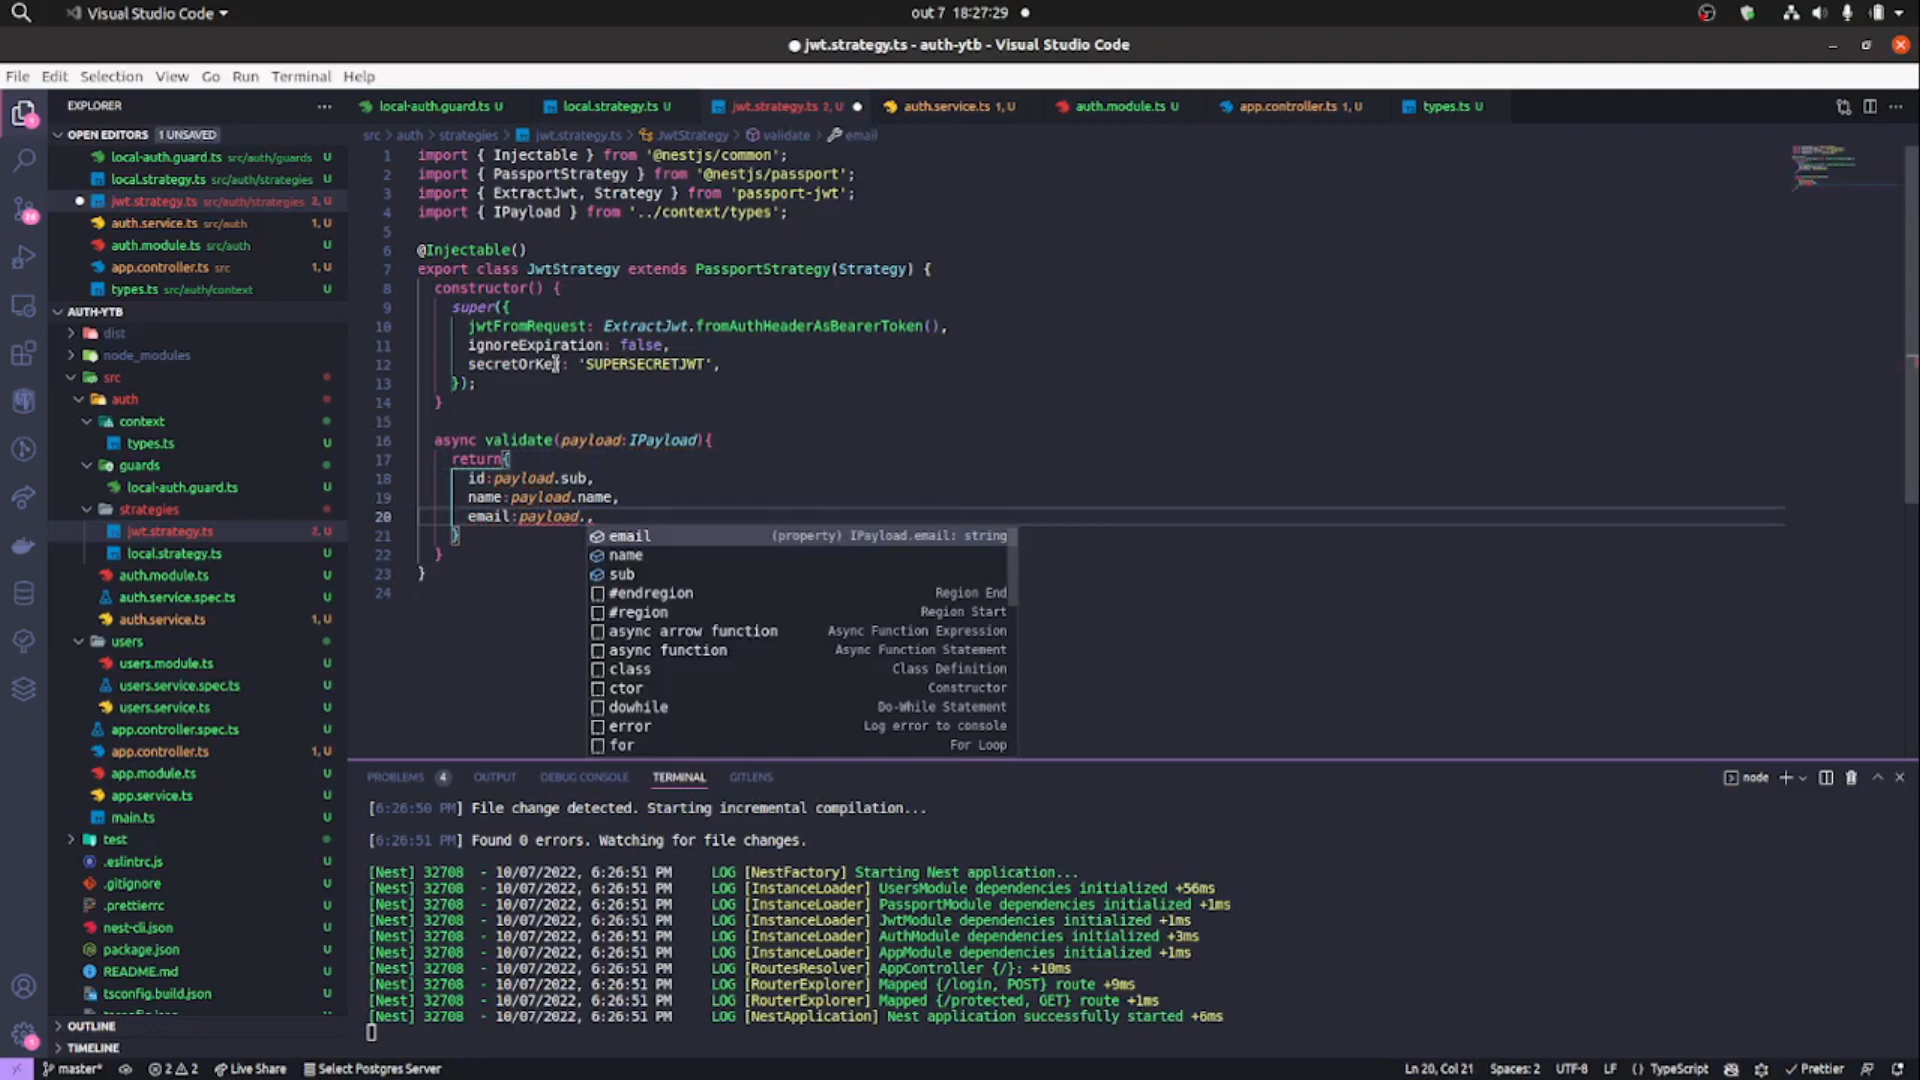 Visual Studio Code
out 7 18:27:29
jwt.strategy.ts - auth-ytb - Visual Studio Code
File Edit Selection View Go Run Terminal Help
EXPLORER
local-auth.guard.ts U
local.strategy.ts U
jwt.strategy.ts 2, U
auth.service.ts 1, U
auth.module.ts U
app.controller.ts 1, U
types.ts U
OPEN EDITORS 1 UNSAVED
local-auth.guard.ts src/auth/guards U
local.strategy.ts src/auth/strategies U
jwt.strategy.ts src/auth/strategies 2, U
auth.service.ts src/auth 1, U
auth.module.ts src/auth U
app.controller.ts src 1, U
types.ts src/auth/context U
AUTH-YTB
dist
node_modules
src
auth
context
types.ts U
guards
local-auth.guard.ts U
strategies
jwt.strategy.ts 2, U
local.strategy.ts U
auth.module.ts U
auth.service.spec.ts U
auth.service.ts 1, U
users
users.module.ts U
users.service.spec.ts U
users.service.ts U
app.controller.spec.ts U
app.controller.ts 1, U
app.module.ts U
app.service.ts U
main.ts U
test
.eslintrc.js U
.gitignore U
.prettierrc U
nest-cli.json U
package.json U
README.md U
tsconfig.build.json U
OUTLINE
TIMELINE
src > auth > strategies > jwt.strategy.ts > JwtStrategy > validate > email
1 import { Injectable } from '@nestjs/common';
2 import { PassportStrategy } from '@nestjs/passport';
3 import { ExtractJwt, Strategy } from 'passport-jwt';
4 import { IPayload } from '../context/types';
5
6 @Injectable()
7 export class JwtStrategy extends PassportStrategy(Strategy) {
8 constructor() {
9 super({
10 jwtFromRequest: ExtractJwt.fromAuthHeaderAsBearerToken(),
11 ignoreExpiration: false,
12 secretOrKey: 'SUPERSECRETJWT',
13 });
14 }
15
16 async validate(payload:IPayload){
17 return{
18 id:payload.sub,
19 name:payload.name,
20 email:payload.,
21 }
22 }
23 }
24
email (property) IPayload.email: string
name
sub
#endregion Region End
#region Region Start
async arrow function Async Function Expression
async function Async Function Statement
class Class Definition
ctor Constructor
dowhile Do-While Statement
error Log error to console
for For Loop
PROBLEMS 4 OUTPUT DEBUG CONSOLE TERMINAL GITLENS
node
[6:26:50 PM] File change detected. Starting incremental compilation...
[6:26:51 PM] Found 0 errors. Watching for file changes.
[Nest] 32708 - 10/07/2022, 6:26:51 PM LOG [NestFactory] Starting Nest application...
[Nest] 32708 - 10/07/2022, 6:26:51 PM LOG [InstanceLoader] UsersModule dependencies initialized +56ms
[Nest] 32708 - 10/07/2022, 6:26:51 PM LOG [InstanceLoader] PassportModule dependencies initialized +1ms
[Nest] 32708 - 10/07/2022, 6:26:51 PM LOG [InstanceLoader] JwtModule dependencies initialized +1ms
[Nest] 32708 - 10/07/2022, 6:26:51 PM LOG [InstanceLoader] AuthModule dependencies initialized +3ms
[Nest] 32708 - 10/07/2022, 6:26:51 PM LOG [InstanceLoader] AppModule dependencies initialized +1ms
[Nest] 32708 - 10/07/2022, 6:26:51 PM LOG [RoutesResolver] AppController {/}: +10ms
[Nest] 32708 - 10/07/2022, 6:26:51 PM LOG [RouterExplorer] Mapped {/login, POST} route +9ms
[Nest] 32708 - 10/07/2022, 6:26:51 PM LOG [RouterExplorer] Mapped {/protected, GET} route +1ms
[Nest] 32708 - 10/07/2022, 6:26:51 PM LOG [NestApplication] Nest application successfully started +6ms
master* 2 2 Live Share Select Postgres Server
Ln 20, Col 21 Spaces: 2 UTF-8 LF { } TypeScript Prettier